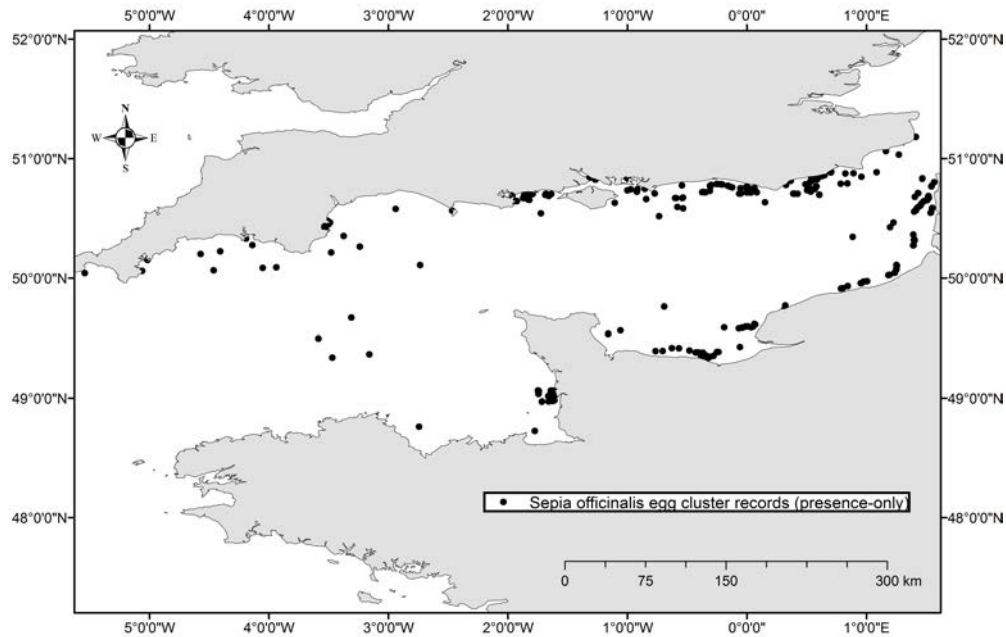 5°0'0"W 4°0'0"W 3°0'0"W 2°0'0"W 1°0'0"W 0°0'0"E 1°0'0"E
52°0'0"N 52°0'0"N
N
W E
S
51°0'0"N 51°0'0"N
50°0'0"N 50°0'0"N
49°0'0"N 49°0'0"N
Sepia officinalis egg cluster records (presence-only)
48°0'0"N 48°0'0"N
0 75 150 300 km
5°0'0"W 4°0'0"W 3°0'0"W 2°0'0"W 1°0'0"W 0°0'0"E 1°0'0"E